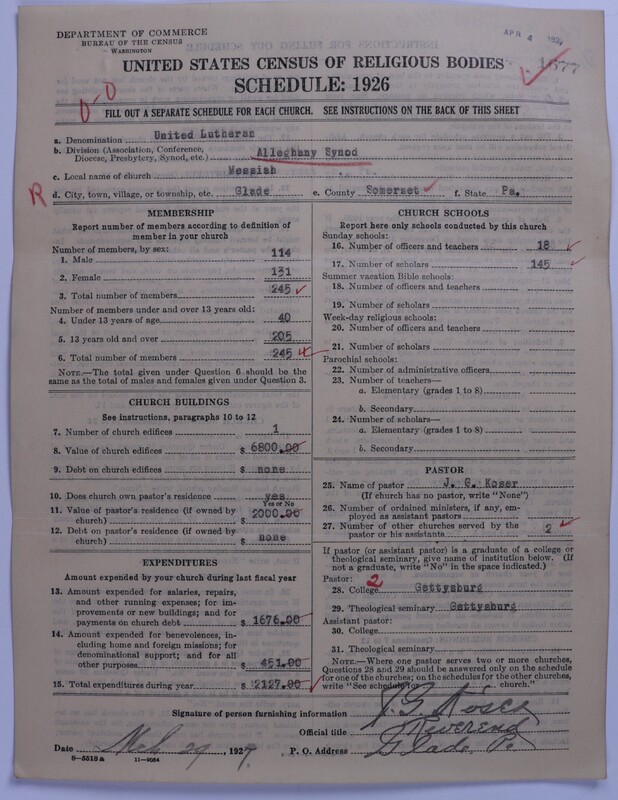 DEPARTMENT OF COMMERCE
BUREAU OF THE CENSUS
WASHINGTON
APR 4
1677
UNITED STATES CENSUS OF RELIGIOUS BODIES
SCHEDULE: 1926
0-0
FILL OUT A SEPARATE SCHEDULE FOR EACH CHURCH. SEE INSTRUCTIONS ON THE BACK OF THIS SHEET
a. Denomination United Lutheran
b. Division (Association, Conference, Diocese, Presbytery, Synod, etc.) Alleghany Synod
c. Local name of church Messiah
R
d. City, town, village, or township, etc. Glade e. County Somerset f. State Pa.
MEMBERSHIP
Report number of members according to definition of
member in your church
Number of members, by sex:
1. Male 114
2. Female 131
3. Total number of members 245
Number of members under and over 13 years old:
4. Under 13 years of age 40
5. 13 years old and over 205
6. Total number of members 245
NOTE.—The total given under Question 6 should be
same as the total of males and females given under Question 3.
CHURCH BUILDINGS
See instructions, paragraphs 10 to 12
7. Number of church edifices 1
8. Value of church edifices $ 6800.00
9. Debt on church edifices $ none
10. Does church own pastor's residence yes
Yes or No
11. Value of pastor's residence (if owned by
church) $ 2000.00
12. Debt on pastor's residence (if owned by
church) $ none
EXPENDITURES
Amount expended by your church during last fiscal year
13. Amount expended for salaries, repairs,
and other running expenses; for im-
provements or new buildings; and for
payments on church debt $ 1676.00
14. Amount expended for benevolences, in-
cluding home and foreign missions; for
denominational support; and for all
other purposes $ 451.00
15. Total expenditures during year $ 2127.00
CHURCH SCHOOLS
Report here only schools conducted by this church
Sunday schools:
16. Number of officers and teachers 18
17. Number of scholars 145
Summer vacation Bible schools:
18. Number of officers and teachers
19. Number of scholars
Week-day religious schools:
20. Number of officers and teachers
21. Number of scholars
Parochial schools:
22. Number of administrative officers
23. Number of teachers—
a. Elementary (grades 1 to 8)
b. Secondary
24. Number of scholars—
a. Elementary (grades 1 to 8)
b. Secondary
PASTOR
25. Name of pastor J. G. Koser
(If church has no pastor, write "None")
26. Number of ordained ministers, if any, em-
ployed as assistant pastors
27. Number of other churches served by the
pastor or his assistants 2
If pastor (or assistant pastor) is a graduate of a college or
theological seminary, give name of institution below. (If
not a graduate, write "No" in the space indicated.)
Pastor: 2
28. College Gettysburg
29. Theological seminary Gettysburg
Assistant pastor:
30. College
31. Theological seminary
NOTE.—Where one pastor serves two or more churches,
Questions 28 and 29 should be answered only on the schedule
for one of the churches; on the schedules for the other churches,
write "See schedule for church."
Signature of person furnishing information J. G. Koser
Official title Reverend
Date Mch 29, 1927. P. O. Address Glade Pa.
8-5518a 11-9084